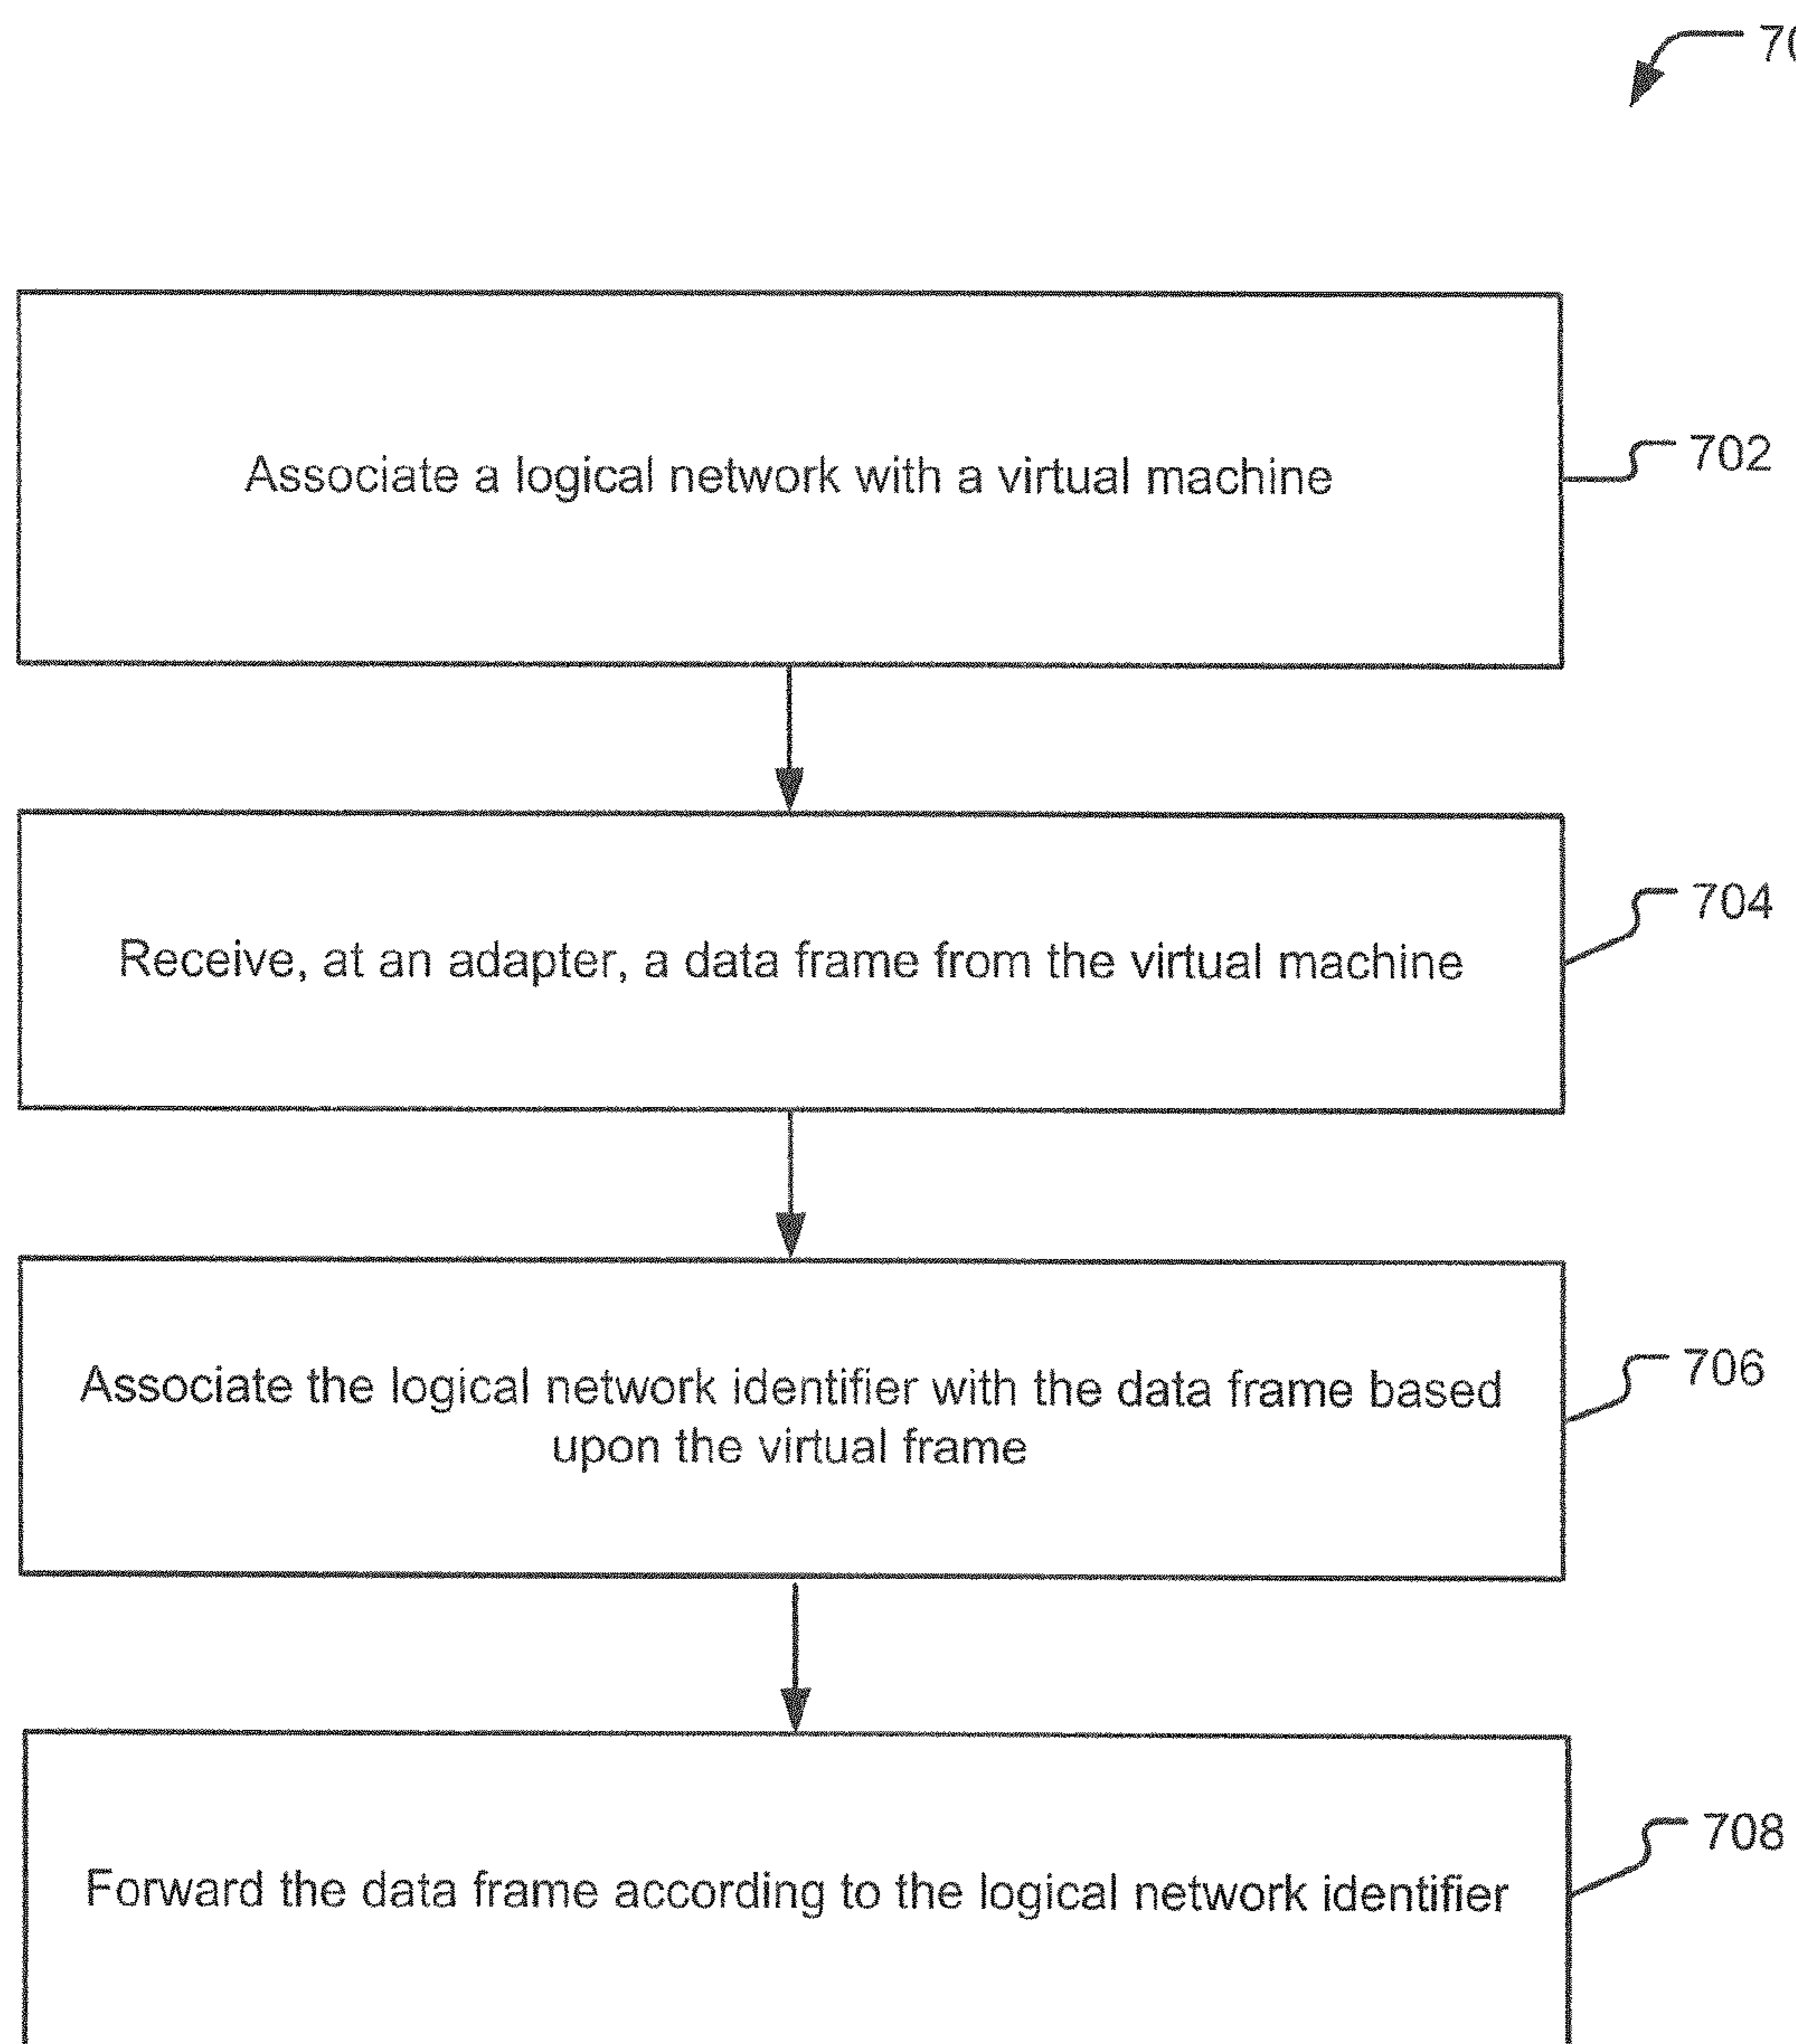 Associate a logical network with a virtual machine
702
Receive, at an adapter, a data frame from the virtual machine
704
Associate the logical network identifier with the data frame based
upon the virtual frame
706
Forward the data frame according to the logical network identifier
708